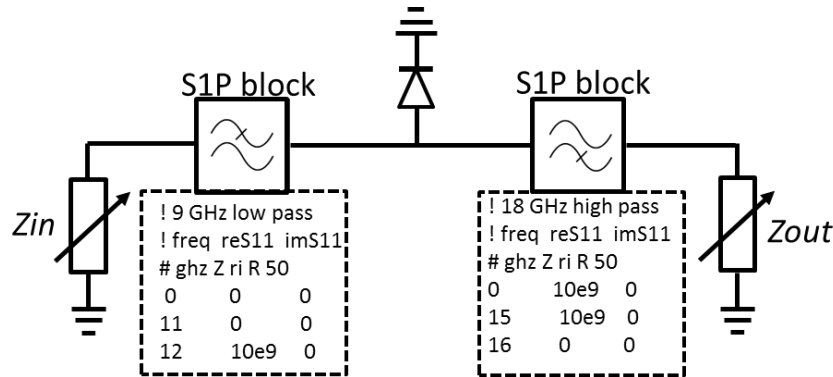 S1P block
S1P block
Zin
! 9 GHz low pass
! freq reS11 imS11
# ghz Z ri R 50
0 0 0
11 0 0
12 10e9 0
! 18 GHz high pass
! freq reS11 imS11
# ghz Z ri R 50
0 10e9 0
15 10e9 0
16 0 0
Zout